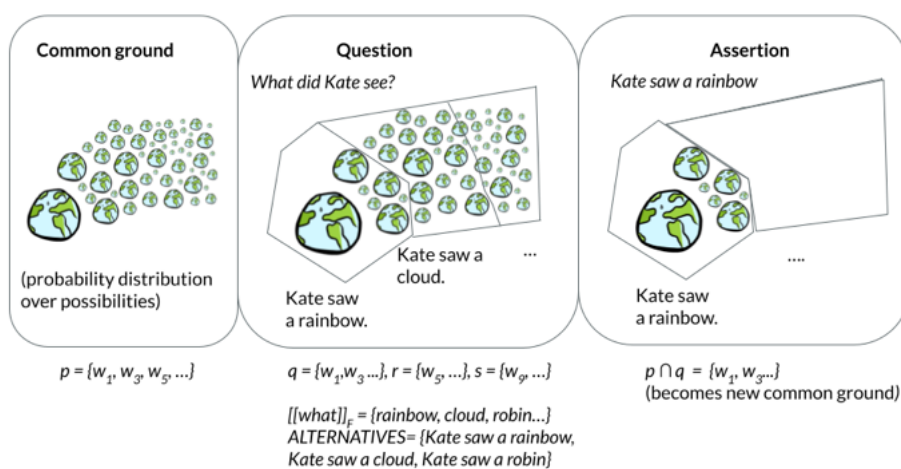 Common ground
(probability distribution
over possibilities)
p = {w₁, w₃, w₅, ...}
Question
What did Kate see?
Kate saw a
cloud.
...
Kate saw
a rainbow.
q = {w₁,w₃ ...}, r = {w₅, ...}, s = {w₉, ...}
[[what]]F = {rainbow, cloud, robin...}
ALTERNATIVES= {Kate saw a rainbow,
Kate saw a cloud, Kate saw a robin}
Assertion
Kate saw a rainbow
....
Kate saw
a rainbow.
p ∩ q = {w₁, w₃...}
(becomes new common ground)